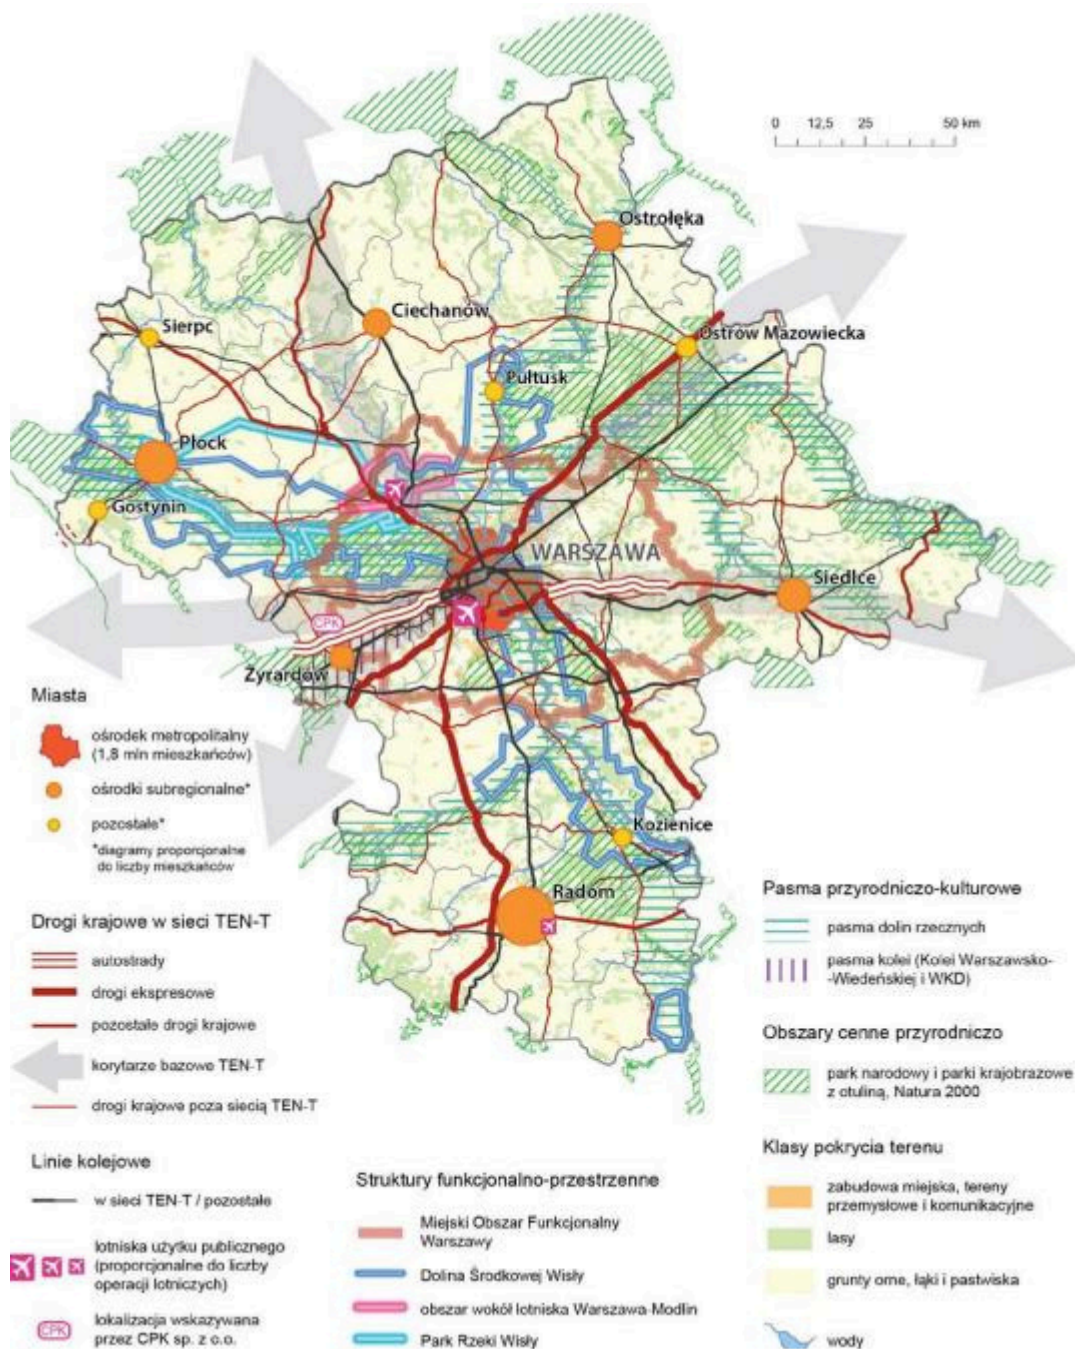 0 12,5 25 50 km
Ostrołęka
Ciechanów
Sierpc
Ostrów Mazowiecka
Pułtusk
Płock
Gostynin
WARSZAWA
Siedlce
CPK
Żyrardów
Kozienice
Radom
Miasta
ośrodek metropolitalny
(1,8 mln mieszkańców)
ośrodki subregionalne*
pozostałe*
*diagramy proporcjonalne
do liczby mieszkańców
Drogi krajowe w sieci TEN-T
autostrady
drogi ekspresowe
pozostałe drogi krajowe
korytarze bazowe TEN-T
drogi krajowe poza siecią TEN-T
Linie kolejowe
w sieci TEN-T / pozostałe
lotniska użytku publicznego
(proporcjonalne do liczby
operacji lotniczych)
CPK
lokalizacja wskazywana
przez CPK sp. z o.o.
Struktury funkcjonalno-przestrzenne
Miejski Obszar Funkcjonalny
Warszawy
Dolina Środkowej Wisły
obszar wokół lotniska Warszawa-Modlin
Park Rzeki Wisły
Pasma przyrodniczo-kulturowe
pasma dolin rzecznych
pasma kolei (Kolei Warszawsko-
-Wiedeńskiej i WKD)
Obszary cenne przyrodniczo
park narodowy i parki krajobrazowe
z otuliną, Natura 2000
Klasy pokrycia terenu
zabudowa miejska, tereny
przemysłowe i komunikacyjne
lasy
grunty orne, łąki i pastwiska
wody